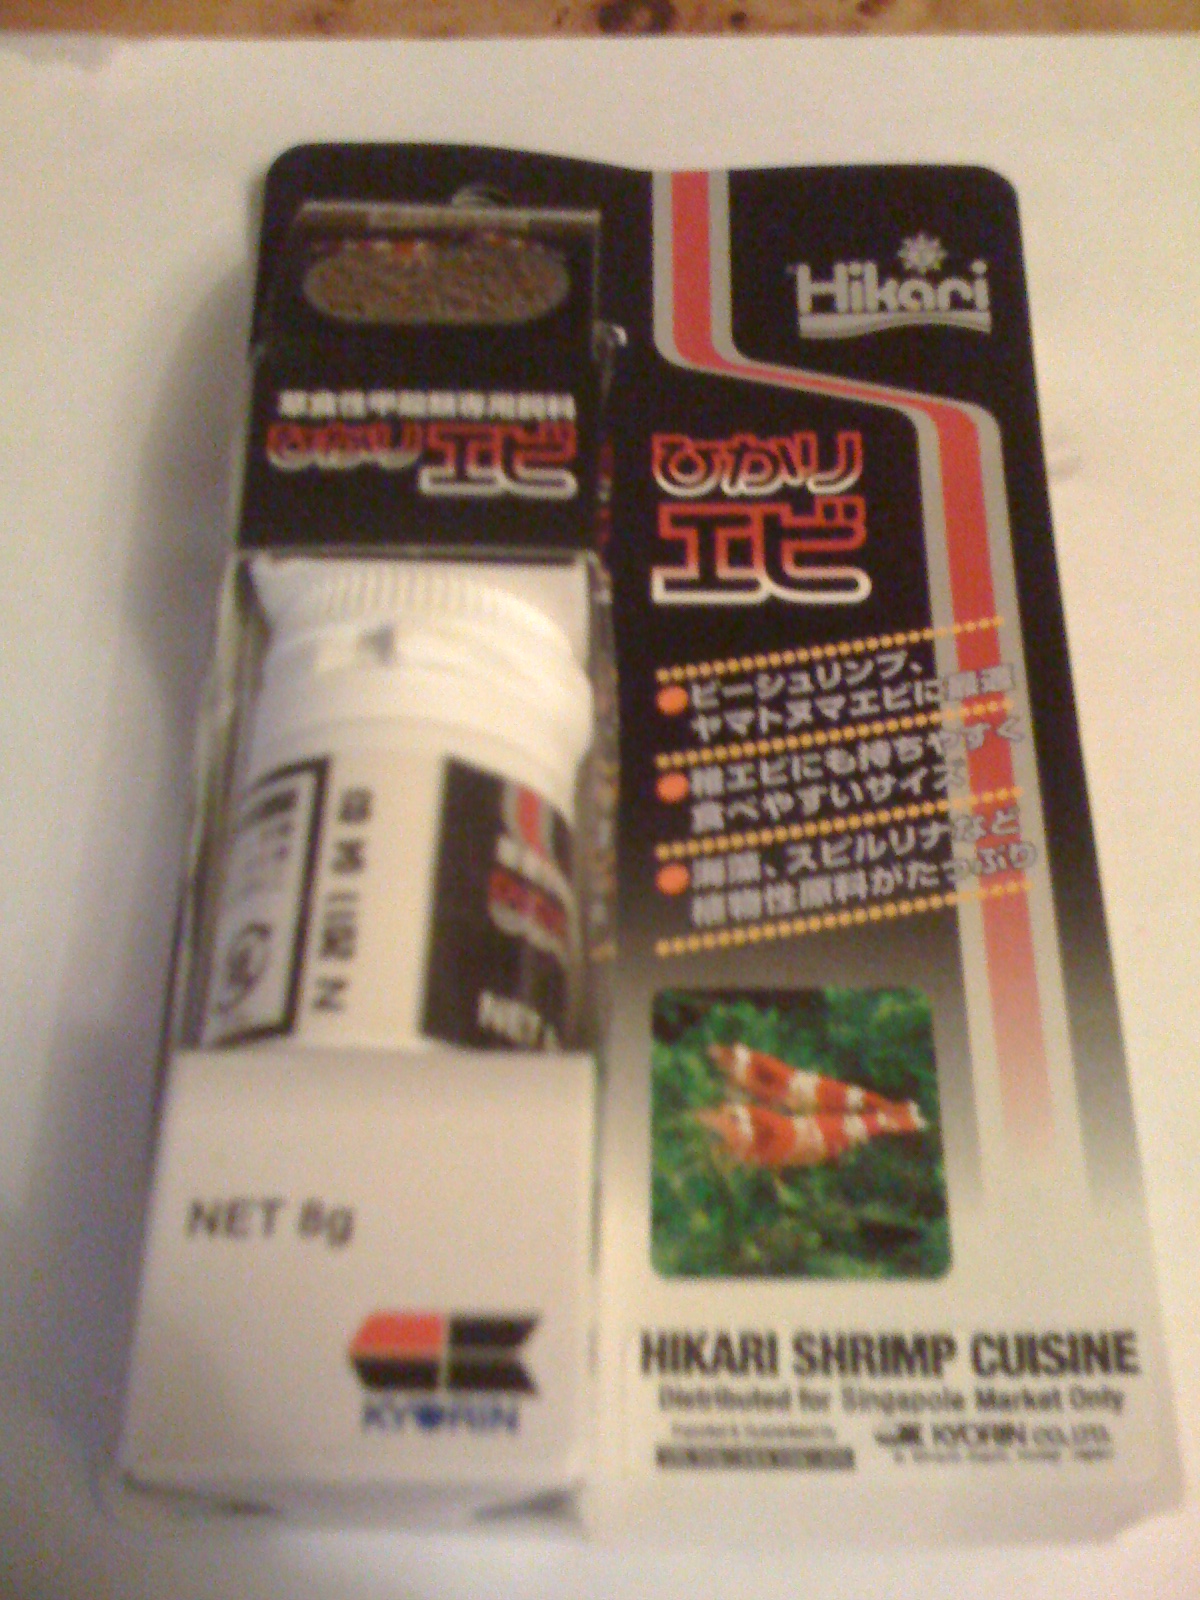 Hikari
草食性甲殻類専用飼料
ひかりエビ
ひかり
エビ
ビーシュリンプ、
ヤマトヌマエビに最適
稚エビにも持ちやすく
食べやすいサイズ
海藻、スピルリナなど
植物性原料がたっぷり
NET
NET 8g
KYORIN
HIKARI SHRIMP CUISINE
Distributed for Singapole Market Only
KYORIN CO., LTD.